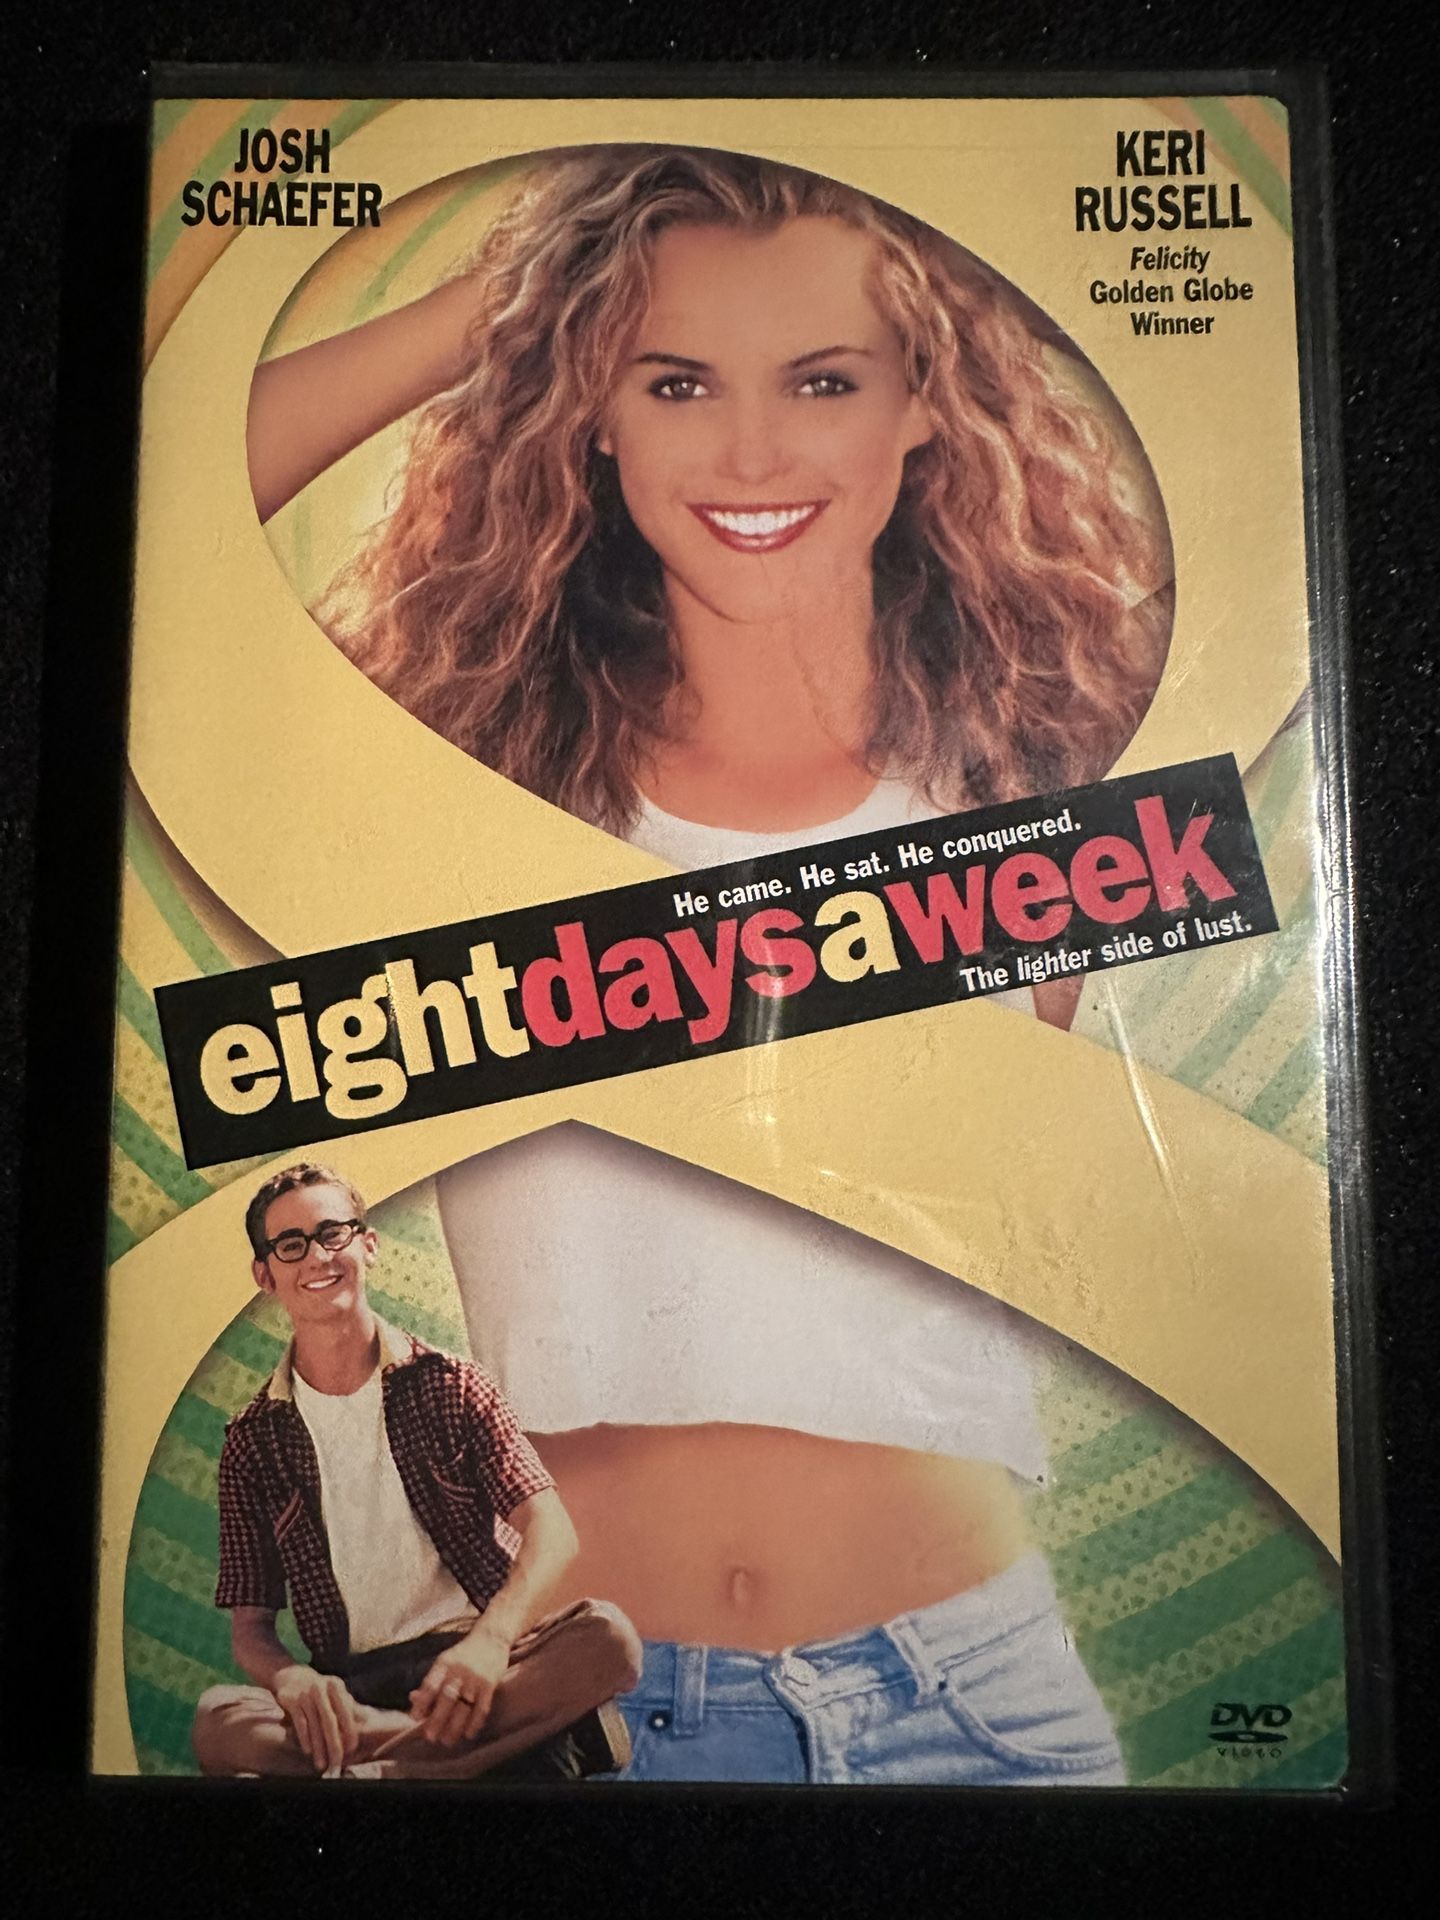 JOSH
SCHAEFER
KERI
RUSSELL
Felicity
Golden Globe
Winner
He came. He sat. He conquered.
eightdaysaweek
The lighter side of lust.
DVD
VIDEO